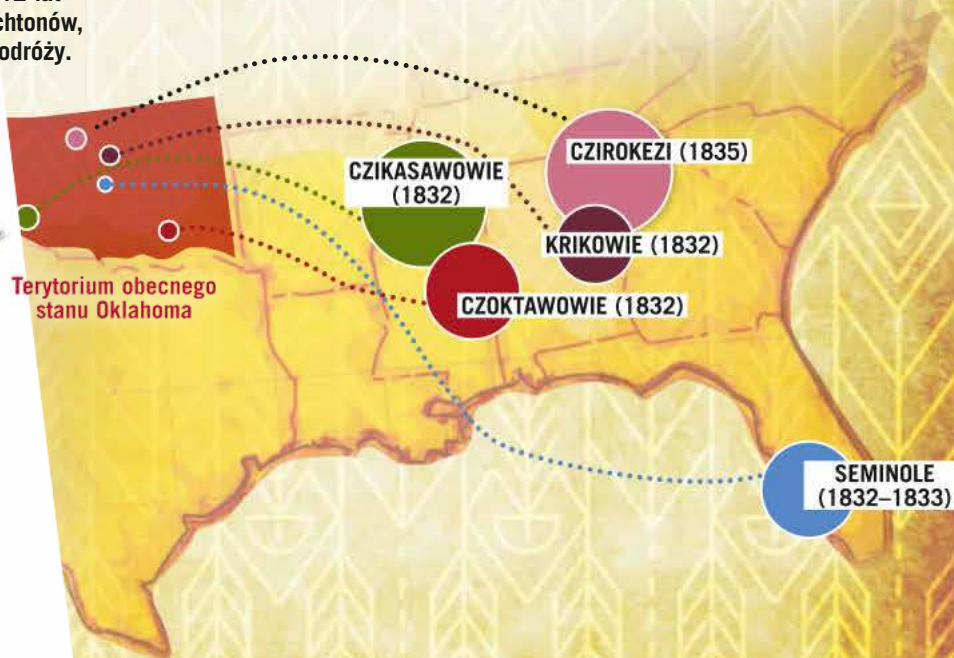 chtonów,
odróży.
CZIKASAWOWIE
(1832)
CZIROKEZI (1835)
KRIKOWIE (1832)
CZOKTAWOWIE (1832)
Terytorium obecnego
stanu Oklahoma
SEMINOLE
(1832–1833)